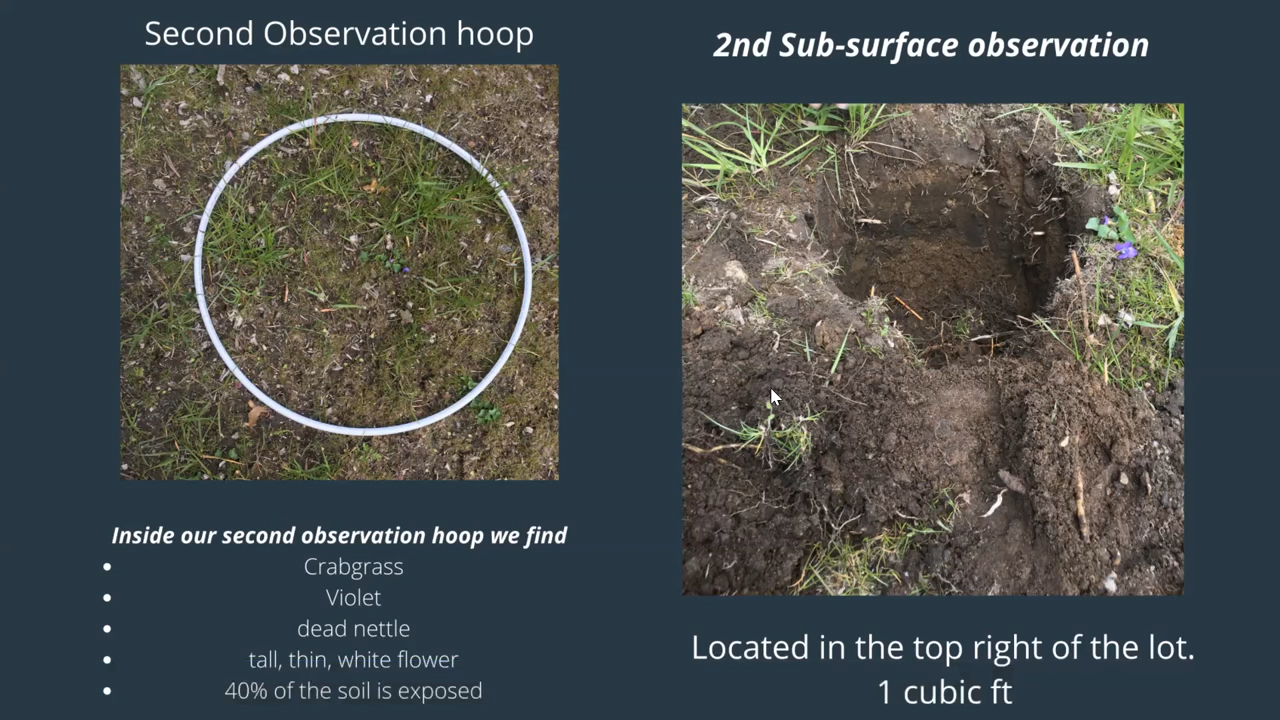 Second Observation hoop
Inside our second observation hoop we find
Crabgrass
Violet
dead nettle
tall, thin, white flower
40% of the soil is exposed
2nd Sub-surface observation
Located in the top right of the lot.
1 cubic ft